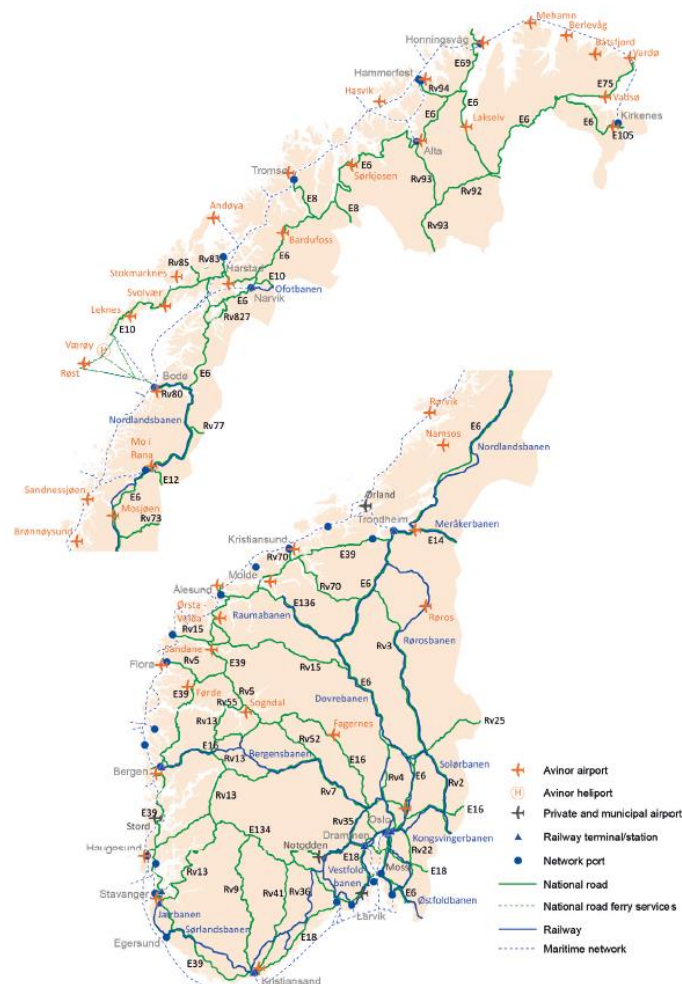 Mehamn
Berlevåg
Honningsvåg
Båtsfjord
Vardø
E69
Hammerfest
Rv94
E75
Hasvik
E6
Vadsø
E6
Lakselv
E6
Kirkenes
E6
E105
Alta
E6
Sørkjosen
Tromsø
Rv93
Rv92
E8
E8
Andøya
Rv93
Bardufoss
Rv83
Rv85
E6
Harstad
Stokmarknes
E10
Svolvær
Narvik
Ofotbanen
E6
Leknes
Rv827
E10
Værøy
H
Røst
Bodø
E6
Rv80
Nordlandsbanen
Rv77
Mo i
Rana
E12
Sandnessjøen
E6
Mosjøen
Rv73
Brønnøysund
Rørvik
E6
Namsos
Nordlandsbanen
Ørland
Trondheim
Meråkerbanen
Kristiansund
E39
E14
Rv70
Molde
Rv70
E6
Ålesund
E136
Ørsta -
Volda
Raumabanen
Røros
Rv15
Rv3
Rørosbanen
Sandane
E39
Rv15
Florø
Rv5
E6
E39
Førde
Rv5
Dovrebanen
Rv55
Sogndal
Rv25
Rv13
Fagernes
Rv52
E16
Bergensbanen
E16
Solørbanen
Rv13
Rv4
E6
Bergen
Rv7
Rv2
Rv13
E16
E39
Rv35
Oslo
Stord
E134
Drammen
Kongsvingerbanen
Notodden
Rv22
Haugesund
E18
E18
Vestfold
banen
Moss
Rv13
Rv9
Rv41
Rv36
E6
Stavanger
Østfoldbanen
Larvik
Jærbanen
Sørlandsbanen
E18
Egersund
E39
Kristiansand
Avinor airport
H Avinor heliport
Private and municipal airport
Railway terminal/station
Network port
National road
National road ferry services
Railway
Maritime network